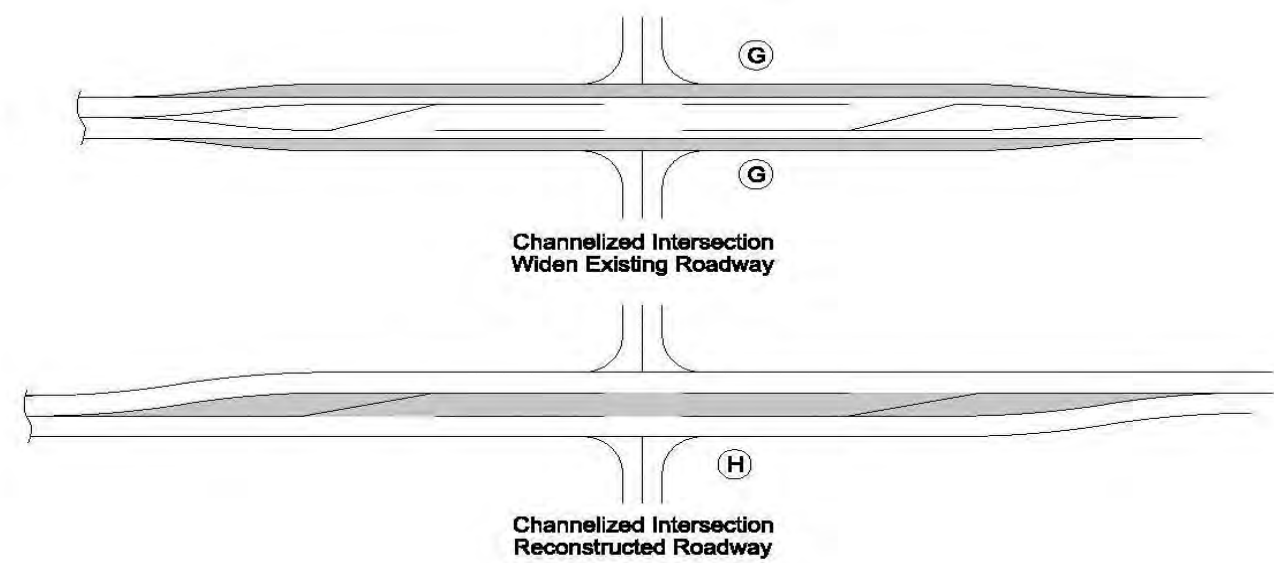 G
G
Channelized Intersection
Widen Existing Roadway
H
Channelized Intersection
Reconstructed Roadway